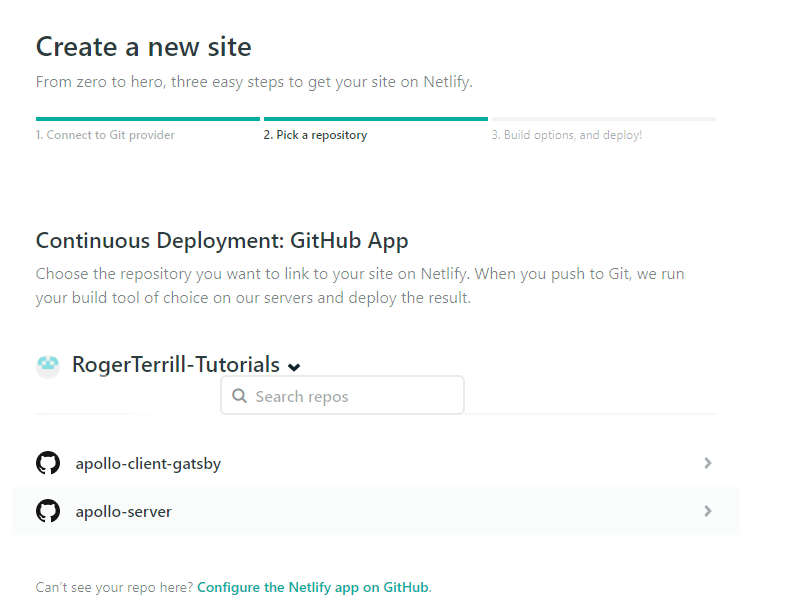 Create a new site
From zero to hero, three easy steps to get your site on Netlify.
1. Connect to Git provider
2. Pick a repository
3. Build options, and deploy!
Continuous Deployment: GitHub App
Choose the repository you want to link to your site on Netlify. When you push to Git, we run
your build tool of choice on our servers and deploy the result.
RogerTerrill-Tutorials
Search repos
apollo-client-gatsby
apollo-server
Can’t see your repo here? Configure the Netlify app on GitHub.